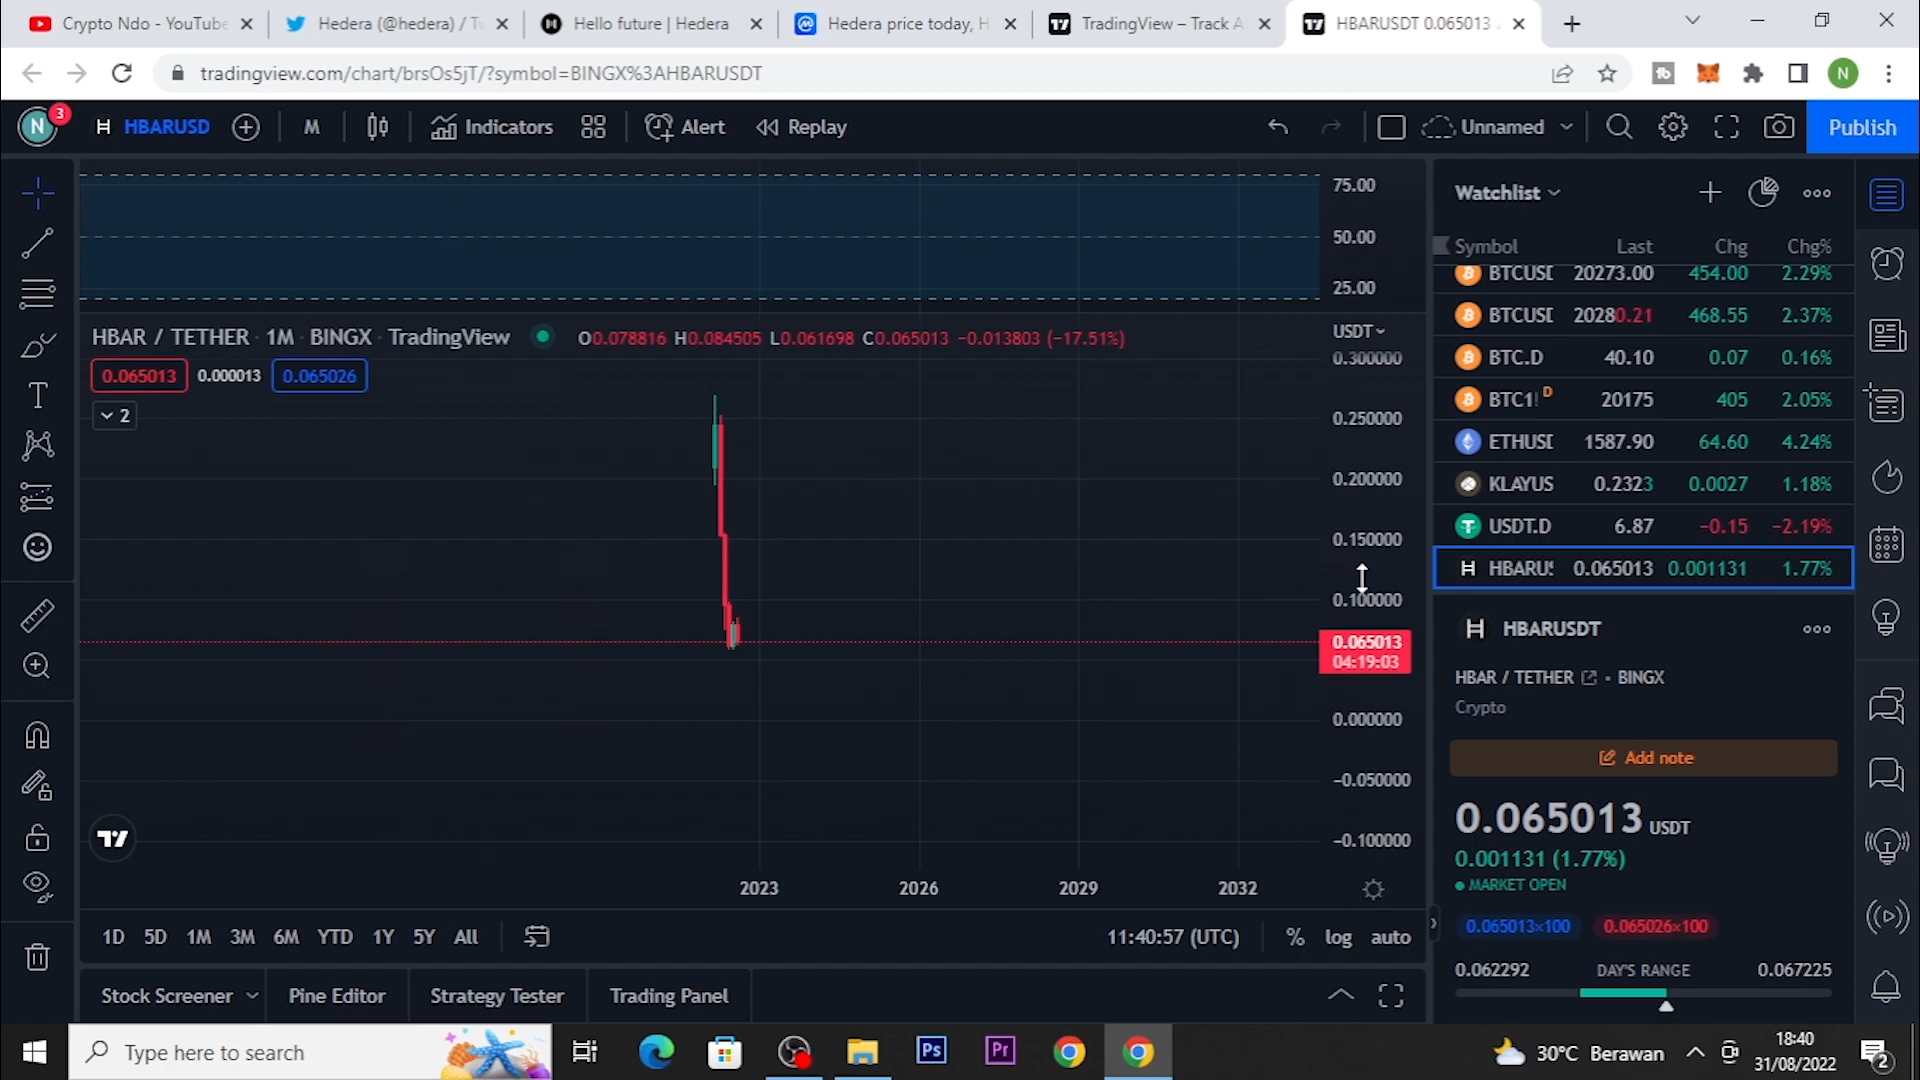 Crypto Ndo - YouTube
Hedera (@hedera) / Tw
Hello future | Hedera
Hedera price today, H
TradingView – Track A
HBARUSDT 0.065013
tradingview.com/chart/brsOs5jT/?symbol=BINGX%3AHBARUSDT
N
N 3
H HBARUSD
M
Indicators
Alert
Replay
Unnamed
Publish
75.00
50.00
25.00
HBAR / TETHER · 1M · BINGX · TradingView
O0.078816 H0.084505 L0.061698 C0.065013 −0.013803 (−17.51%)
USDT
0.065013 0.000013 0.065026
2
0.300000
0.250000
0.200000
0.150000
0.100000
0.065013
04:19:03
0.000000
−0.050000
−0.100000
2023 2026 2029 2032
1D 5D 1M 3M 6M YTD 1Y 5Y All
11:40:57 (UTC) % log auto
Stock Screener Pine Editor Strategy Tester Trading Panel
Watchlist
Symbol Last Chg Chg%
BTCUSD 20273.00 454.00 2.29%
BTCUSD 20280.21 468.55 2.37%
BTC.D 40.10 0.07 0.16%
BTC1! D 20175 405 2.05%
ETHUSD 1587.90 64.60 4.24%
KLAYUS 0.2323 0.0027 1.18%
USDT.D 6.87 −0.15 −2.19%
HBARUS 0.065013 0.001131 1.77%
HBARUSDT
HBAR / TETHER • BINGX
Crypto
Add note
0.065013 USDT
0.001131 (1.77%)
MARKET OPEN
0.065013×100 0.065026×100
0.062292 DAY'S RANGE 0.067225
Type here to search
Ps
Pr
30°C Berawan
18:40
31/08/2022
2